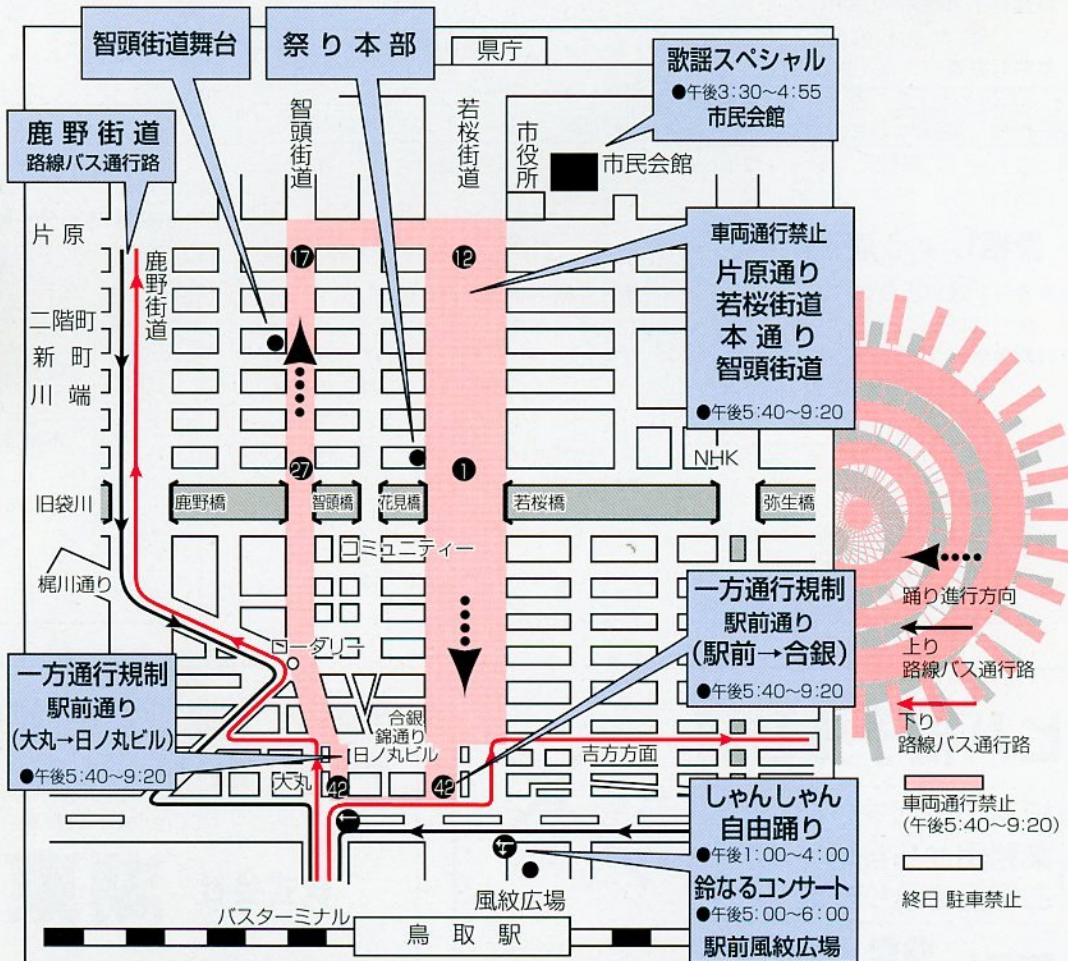 智頭街道舞台
祭り本部
県庁
歌謡スペシャル
●午後3:30~4:55
市民会館
鹿野街道
路線バス通行路
智頭街道
若桜街道
市役所
市民会館
片原
鹿野街道
二階町
新町
川端
17
12
車両通行禁止
片原通り
若桜街道
本通り
智頭街道
●午後5:40~9:20
27
1
NHK
旧袋川
鹿野橋
智頭橋
花見橋
若桜橋
弥生橋
コミュニティー
梶川通り
ローダリー
一方通行規制
駅前通り
(大丸→日ノ丸ビル)
●午後5:40~9:20
一方通行規制
駅前通り
(駅前→合銀)
●午後5:40~9:20
合銀
錦通り
日ノ丸ビル
大丸
42
42
吉方方面
踊り進行方向
上り
路線バス通行路
下り
路線バス通行路
車両通行禁止
(午後5:40~9:20)
終日 駐車禁止
しゃんしゃん
自由踊り
●午後1:00~4:00
鈴なるコンサート
●午後5:00~6:00
駅前風紋広場
風紋広場
バスターミナル
鳥取駅